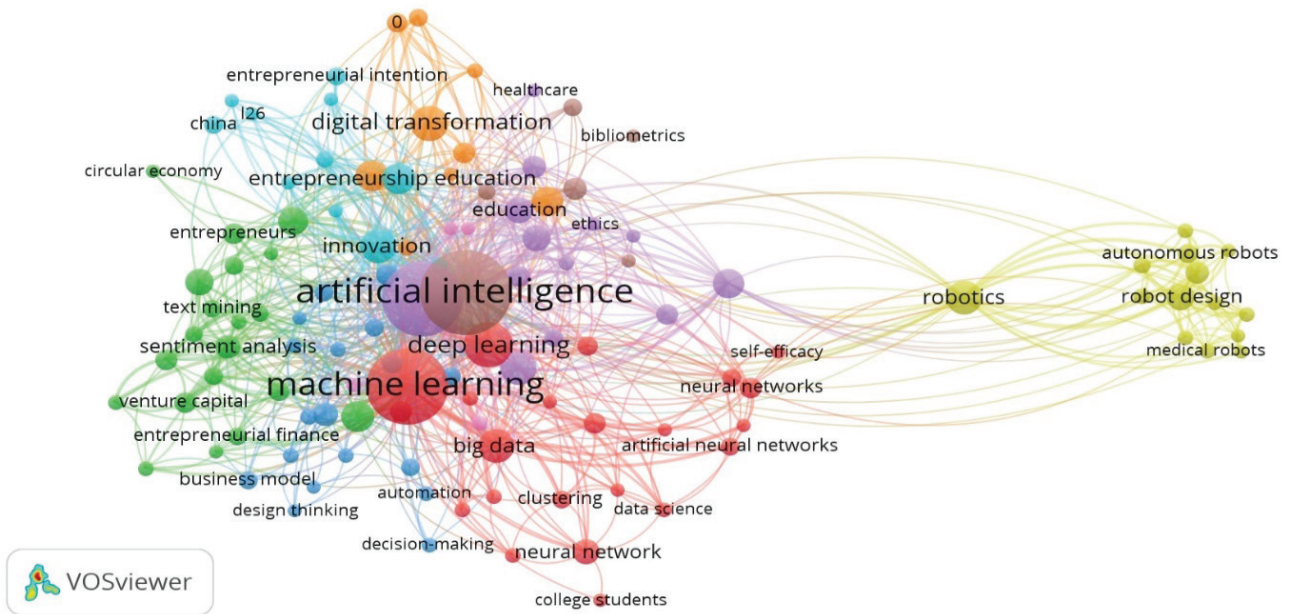 0
entrepreneurial intention
healthcare
l26
china
digital transformation
bibliometrics
circular economy
entrepreneurship education
education
ethics
entrepreneurs
innovation
autonomous robots
artificial intelligence
robotics
robot design
text mining
sentiment analysis
deep learning
self-efficacy
medical robots
machine learning
neural networks
venture capital
entrepreneurial finance
big data
artificial neural networks
business model
automation
clustering
data science
design thinking
decision-making
neural network
VOSviewer
college students